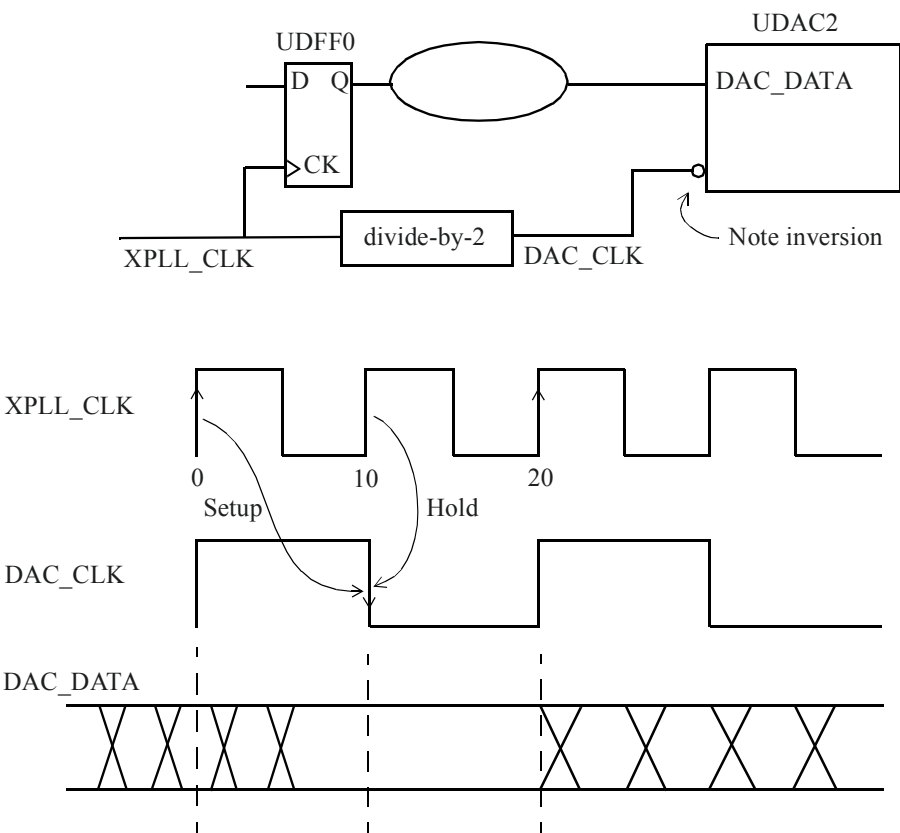 UDAC2
UDFF0
D Q
DAC_DATA
CK
divide-by-2
Note inversion
XPLL_CLK
DAC_CLK
XPLL_CLK
0 10 20
Setup
Hold
DAC_CLK
DAC_DATA